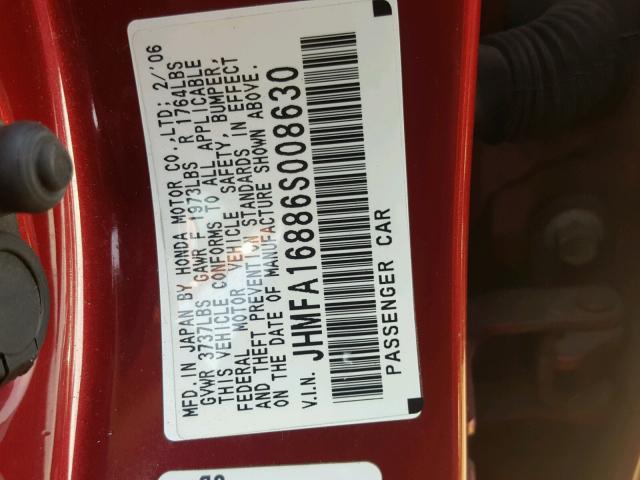 MFD. IN JAPAN BY HONDA MOTOR CO.,LTD; 2/'06
GVWR 3737LBS GAWR F 1973LBS R 1764LBS
THIS VEHICLE CONFORMS TO ALL APPLICABLE
FEDERAL MOTOR VEHICLE SAFETY, BUMPER,
AND THEFT PREVENTION STANDARDS IN EFFECT
ON THE DATE OF MANUFACTURE SHOWN ABOVE.
V.I.N. JHMFA16886S008630
PASSENGER CAR